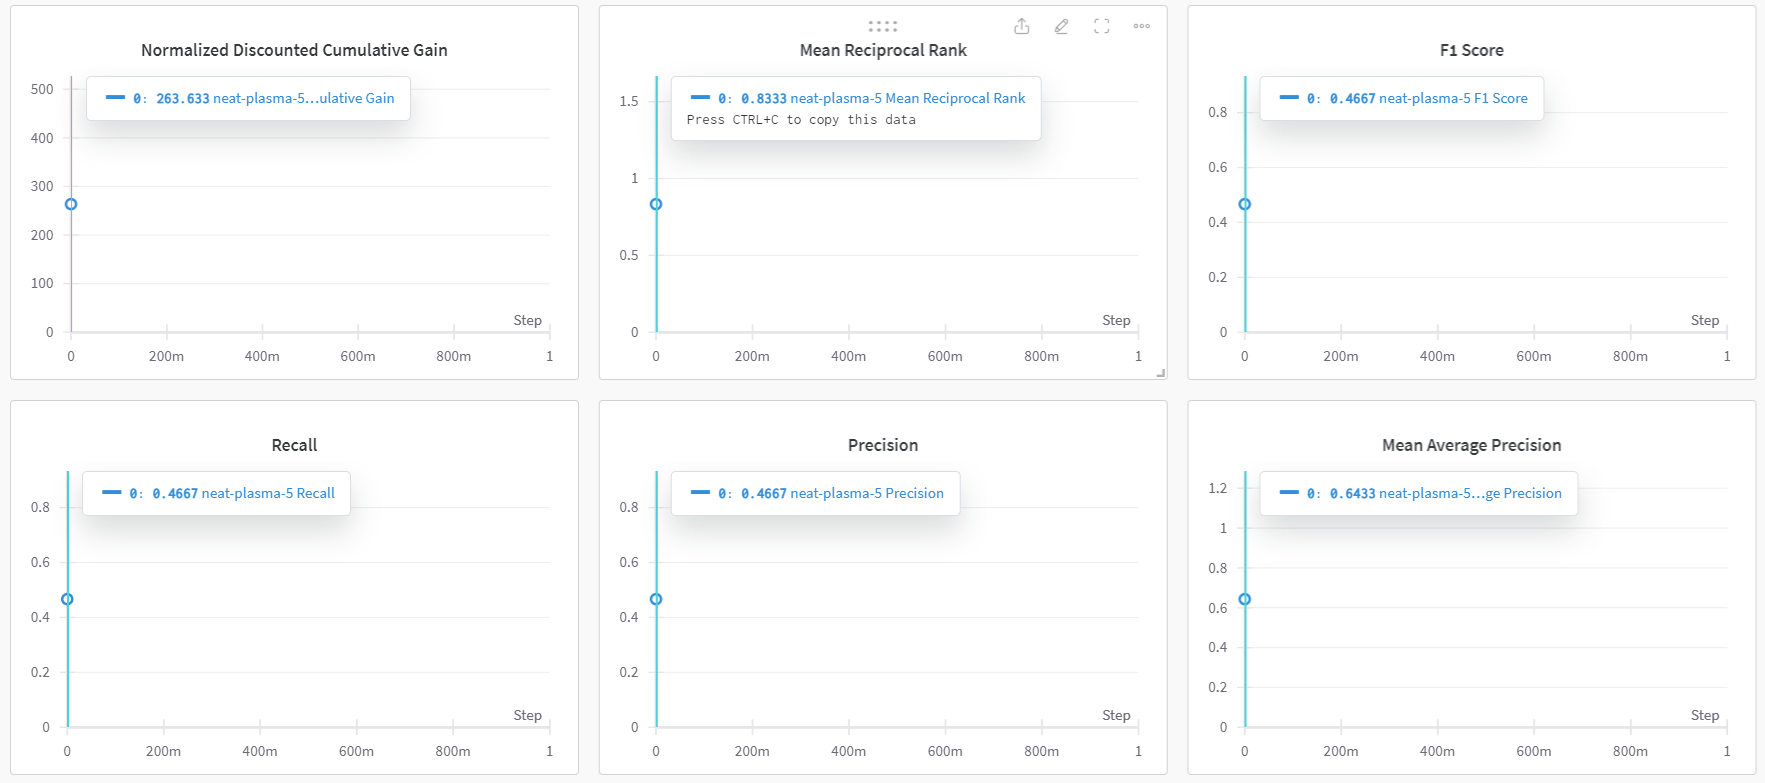 Normalized Discounted Cumulative Gain
0: 263.633 neat-plasma-5...ulative Gain
500
400
300
200
100
0
Step
0 200m 400m 600m 800m 1
Mean Reciprocal Rank
0: 0.8333 neat-plasma-5 Mean Reciprocal Rank
Press CTRL+C to copy this data
1.5
1
0.5
0
Step
0 200m 400m 600m 800m 1
F1 Score
0: 0.4667 neat-plasma-5 F1 Score
0.8
0.6
0.4
0.2
0
Step
0 200m 400m 600m 800m 1
Recall
0: 0.4667 neat-plasma-5 Recall
0.8
0.6
0.4
0.2
0
Step
0 200m 400m 600m 800m 1
Precision
0: 0.4667 neat-plasma-5 Precision
0.8
0.6
0.4
0.2
0
Step
0 200m 400m 600m 800m 1
Mean Average Precision
0: 0.6433 neat-plasma-5...ge Precision
1.2
1
0.8
0.6
0.4
0.2
0
Step
0 200m 400m 600m 800m 1